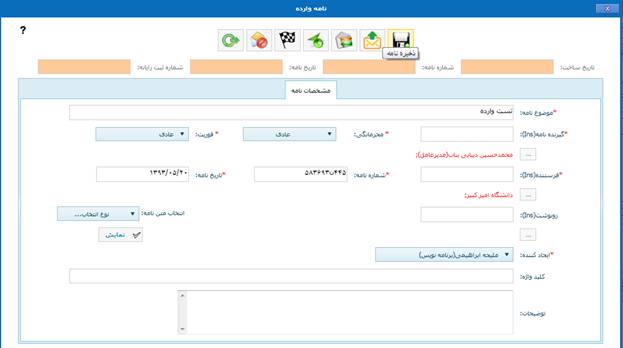 نامه وارده
x
?
ذخیره نامه
تاریخ ساخت: شماره نامه: تاریخ نامه: شماره ثبت رایانه:
مشخصات نامه
*موضوع نامه: تست وارده
*گیرنده نامه(Ins): *محرمانگی: عادی *فوریت: عادی
... محمدحسین دیبایی بناب(مدیرعامل);
*فرستنده(Ins): *شماره نامه: ۵۸۳۶۹۳ت۴۴۵ *تاریخ نامه: ۱۳۹۳/۰۵/۲۰
... دانشگاه امیر کبیر;
رونوشت(Ins): انتخاب متن نامه: نوع انتخاب...
... نمایش
*ایجاد کننده: ملیحه ابراهیمی(برنامه نویس)
کلید واژه:
توضیحات: